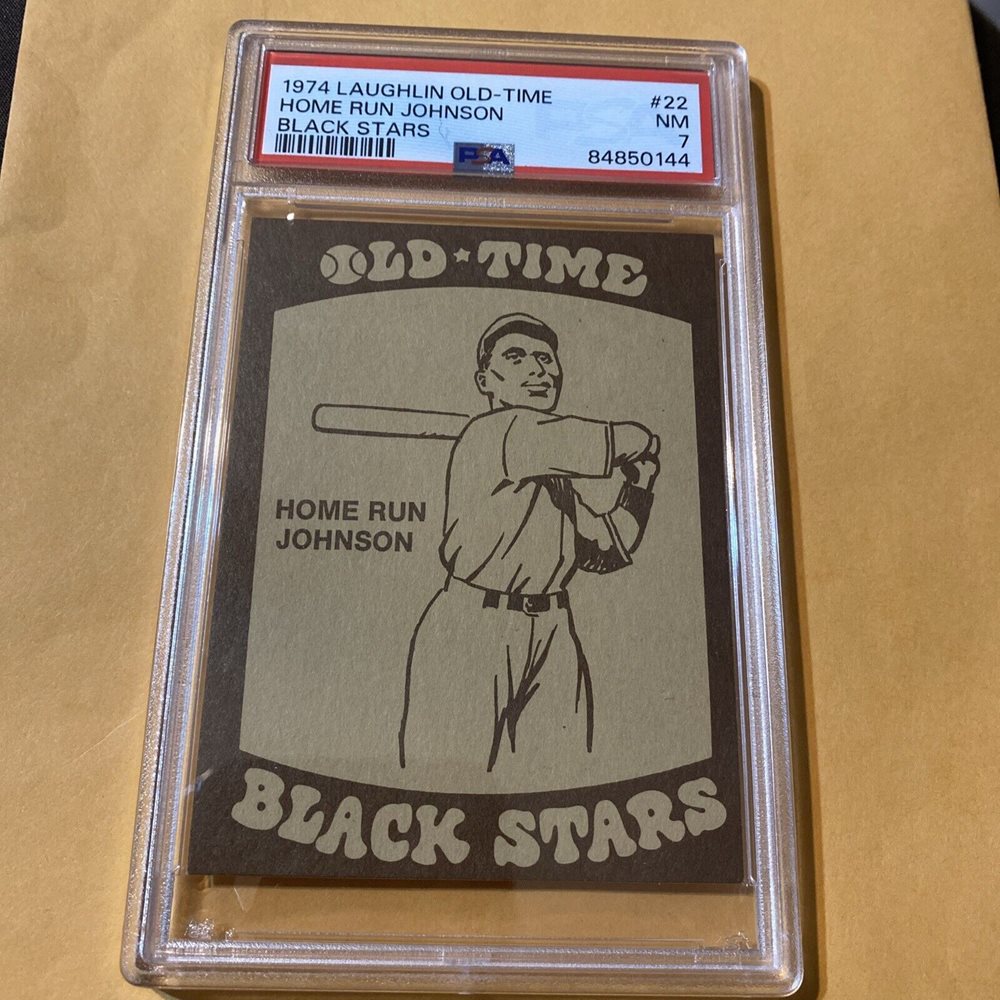 1974 LAUGHLIN OLD-TIME #22
HOME RUN JOHNSON NM
BLACK STARS 7
PSA 84850144
OLD★TIME
HOME RUN
JOHNSON
BLACK STARS